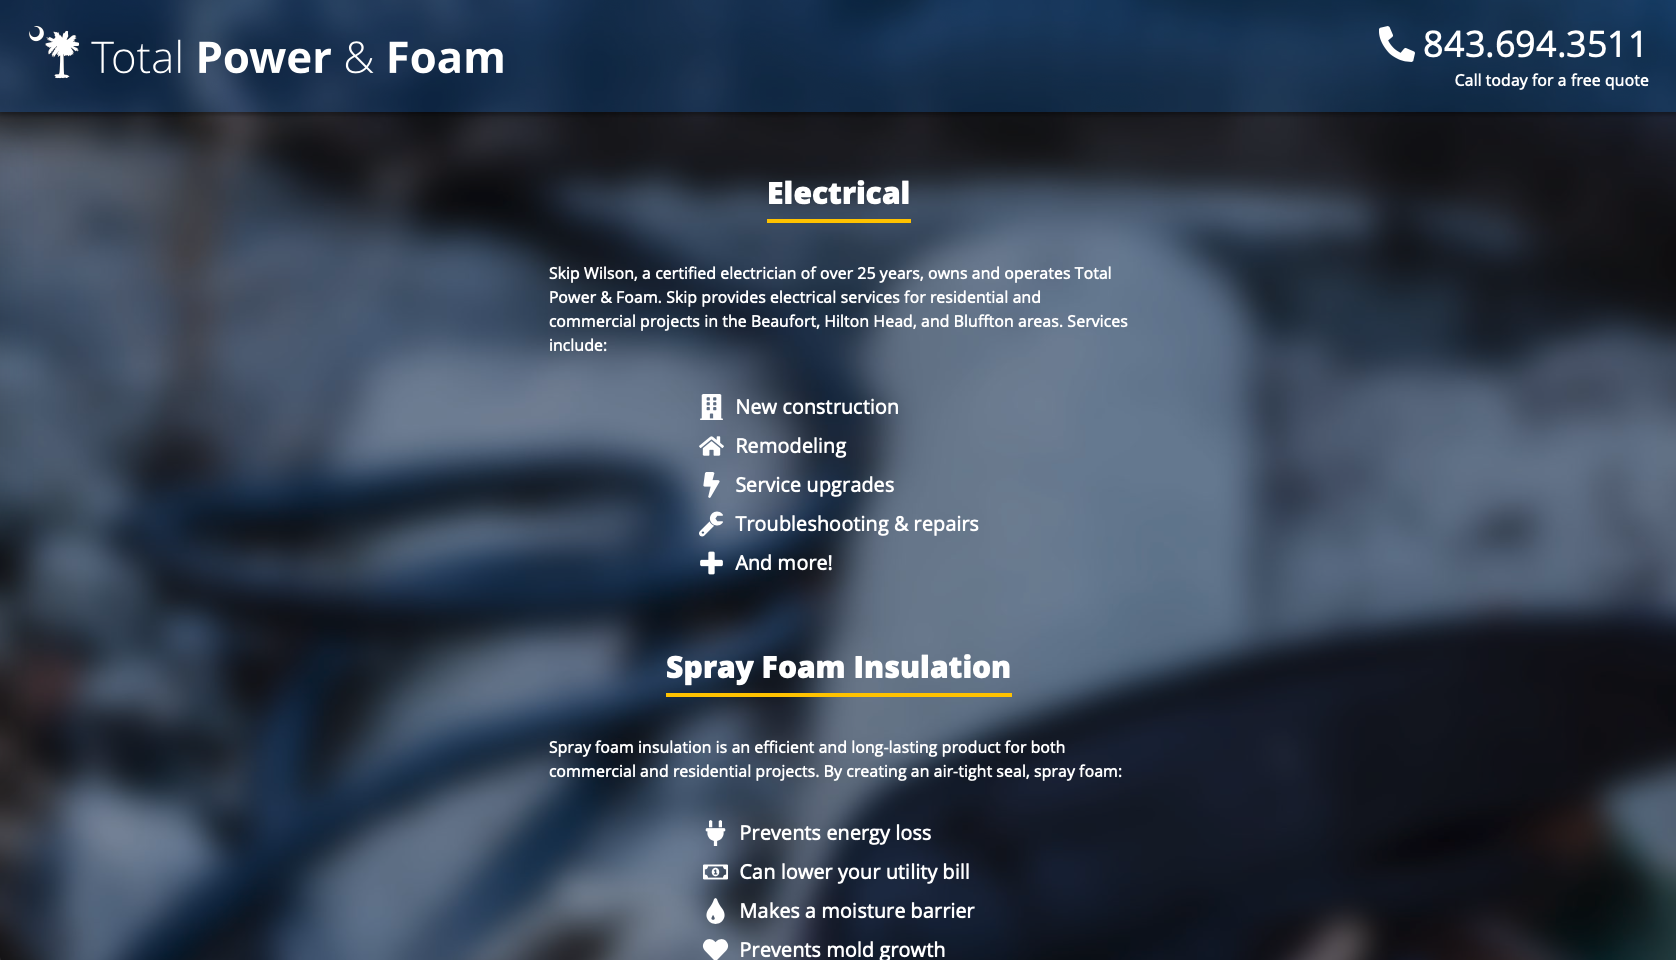 Total Power & Foam
843.694.3511
Call today for a free quote
Electrical
Skip Wilson, a certified electrician of over 25 years, owns and operates Total
Power & Foam. Skip provides electrical services for residential and
commercial projects in the Beaufort, Hilton Head, and Bluffton areas. Services
include:
New construction
Remodeling
Service upgrades
Troubleshooting & repairs
And more!
Spray Foam Insulation
Spray foam insulation is an efficient and long-lasting product for both
commercial and residential projects. By creating an air-tight seal, spray foam:
Prevents energy loss
Can lower your utility bill
Makes a moisture barrier
Prevents mold growth